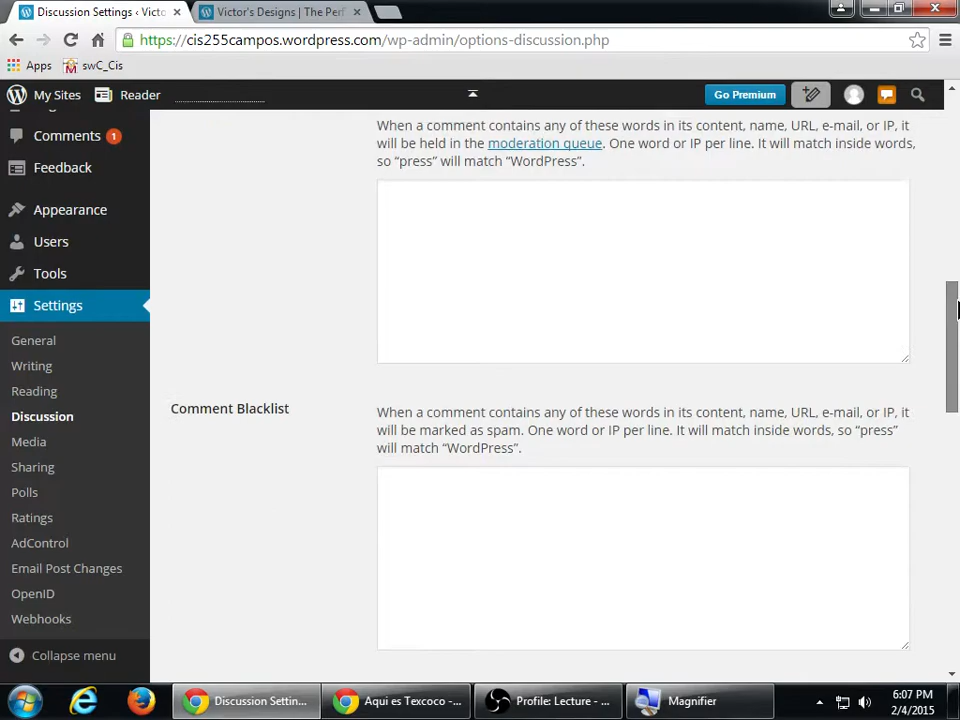 Discussion Settings ‹ Victo
Victor's Designs | The Perf
https://cis255campos.wordpress.com/wp-admin/options-discussion.php
Apps
swC_Cis
My Sites
Reader
Go Premium
Comments 1
Feedback
Appearance
Users
Tools
Settings
General
Writing
Reading
Discussion
Media
Sharing
Polls
Ratings
AdControl
Email Post Changes
OpenID
Webhooks
Collapse menu
When a comment contains any of these words in its content, name, URL, e-mail, or IP, it
will be held in the moderation queue. One word or IP per line. It will match inside words,
so “press” will match “WordPress”.
Comment Blacklist
When a comment contains any of these words in its content, name, URL, e-mail, or IP, it
will be marked as spam. One word or IP per line. It will match inside words, so “press”
will match “WordPress”.
Discussion Settin...
Aqui es Texcoco -...
Profile: Lecture - ...
Magnifier
6:07 PM
2/4/2015